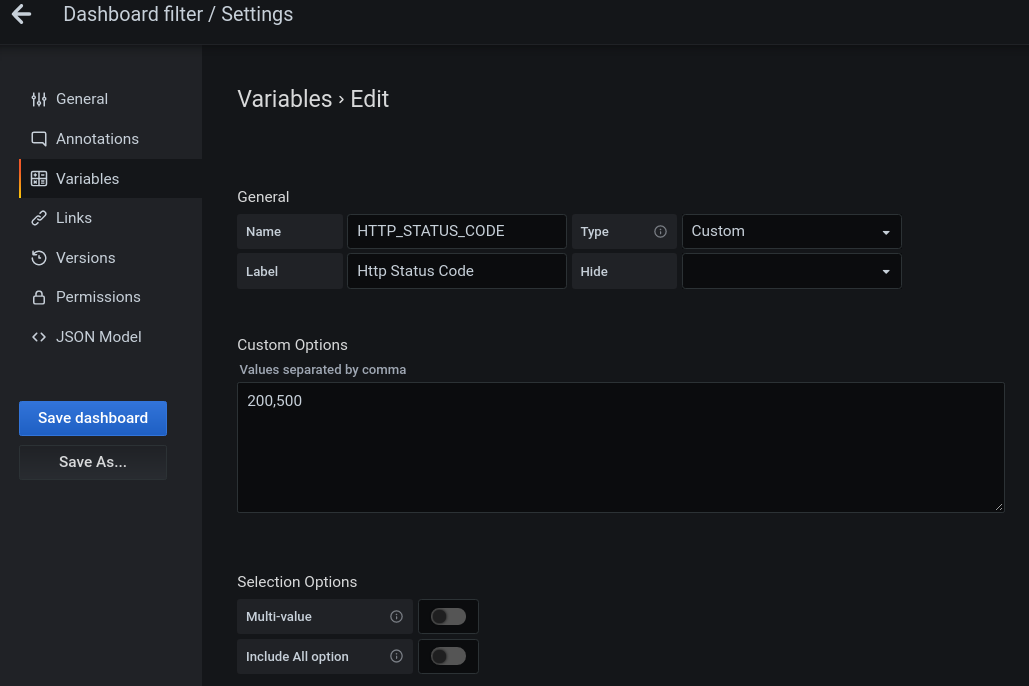 Dashboard filter / Settings
General
Annotations
Variables
Links
Versions
Permissions
JSON Model
Save dashboard
Save As...
Variables › Edit
General
Name HTTP_STATUS_CODE Type Custom
Label Http Status Code Hide
Custom Options
Values separated by comma
200,500
Selection Options
Multi-value
Include All option